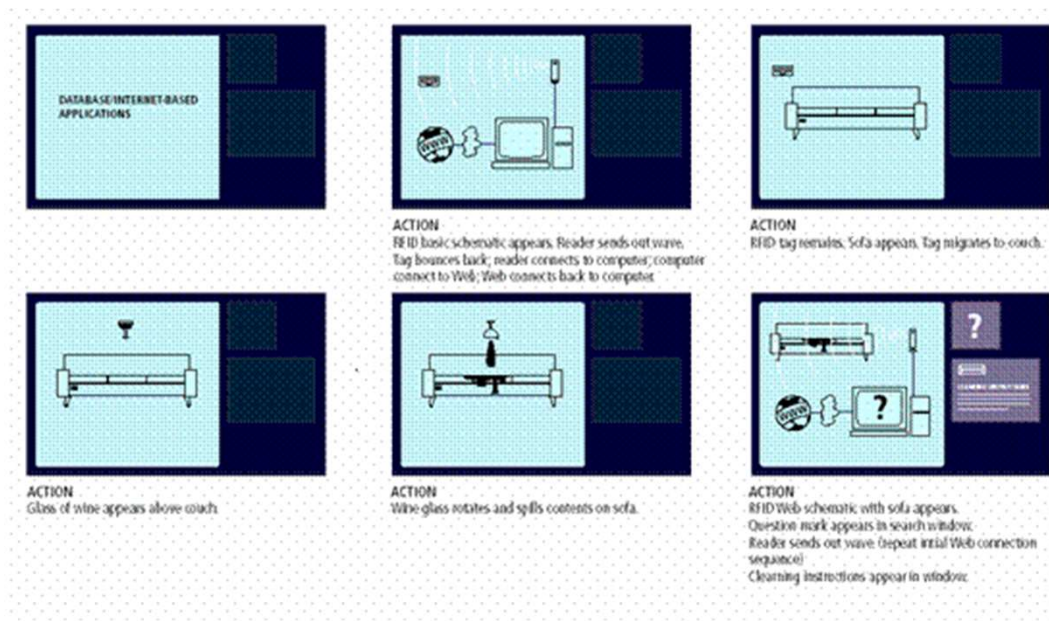 DATABASE/INTERNET-BASED
APPLICATIONS
WWW
ACTION
RFID basic schematic appears. Reader sends out wave.
Tag bounces back; reader connects to computer; computer
connect to Web; Web connects back to computer.
ACTION
RFID tag remains. Sofa appears. Tag migrates to couch.
ACTION
Glass of wine appears above couch.
ACTION
Wine glass rotates and spills contents on sofa.
?
WWW
?
ACTION
RFID Web schematic with sofa appears.
Question mark appears in search window.
Reader sends out wave. (repeat intial Web connection
sequence)
Clearning instructions appear in window.